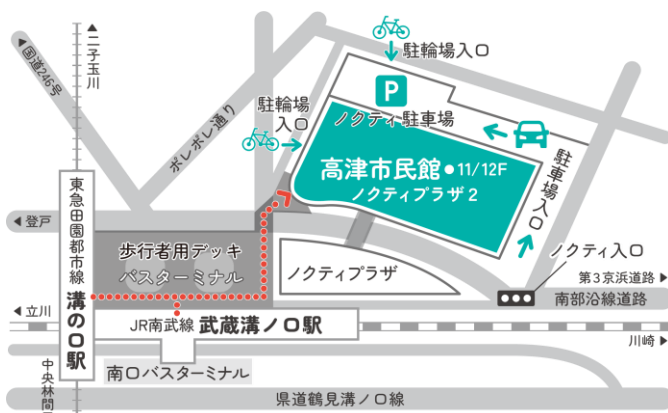 ▲二子玉川
◀国道246号
ポレポレ通り
駐輪場入口
駐輪場
入口
P
ノクティ駐車場
高津市民館●11/12F
ノクティプラザ2
駐車場入口
東急田園都市線
溝の口駅
◀登戸
歩行者用デッキ
バスターミナル
ノクティプラザ
ノクティ入口
第3京浜道路▶
南部沿線道路
◀立川
JR南武線 武蔵溝ノ口駅
川崎▶
南口バスターミナル
中央林間
県道鶴見溝ノ口線